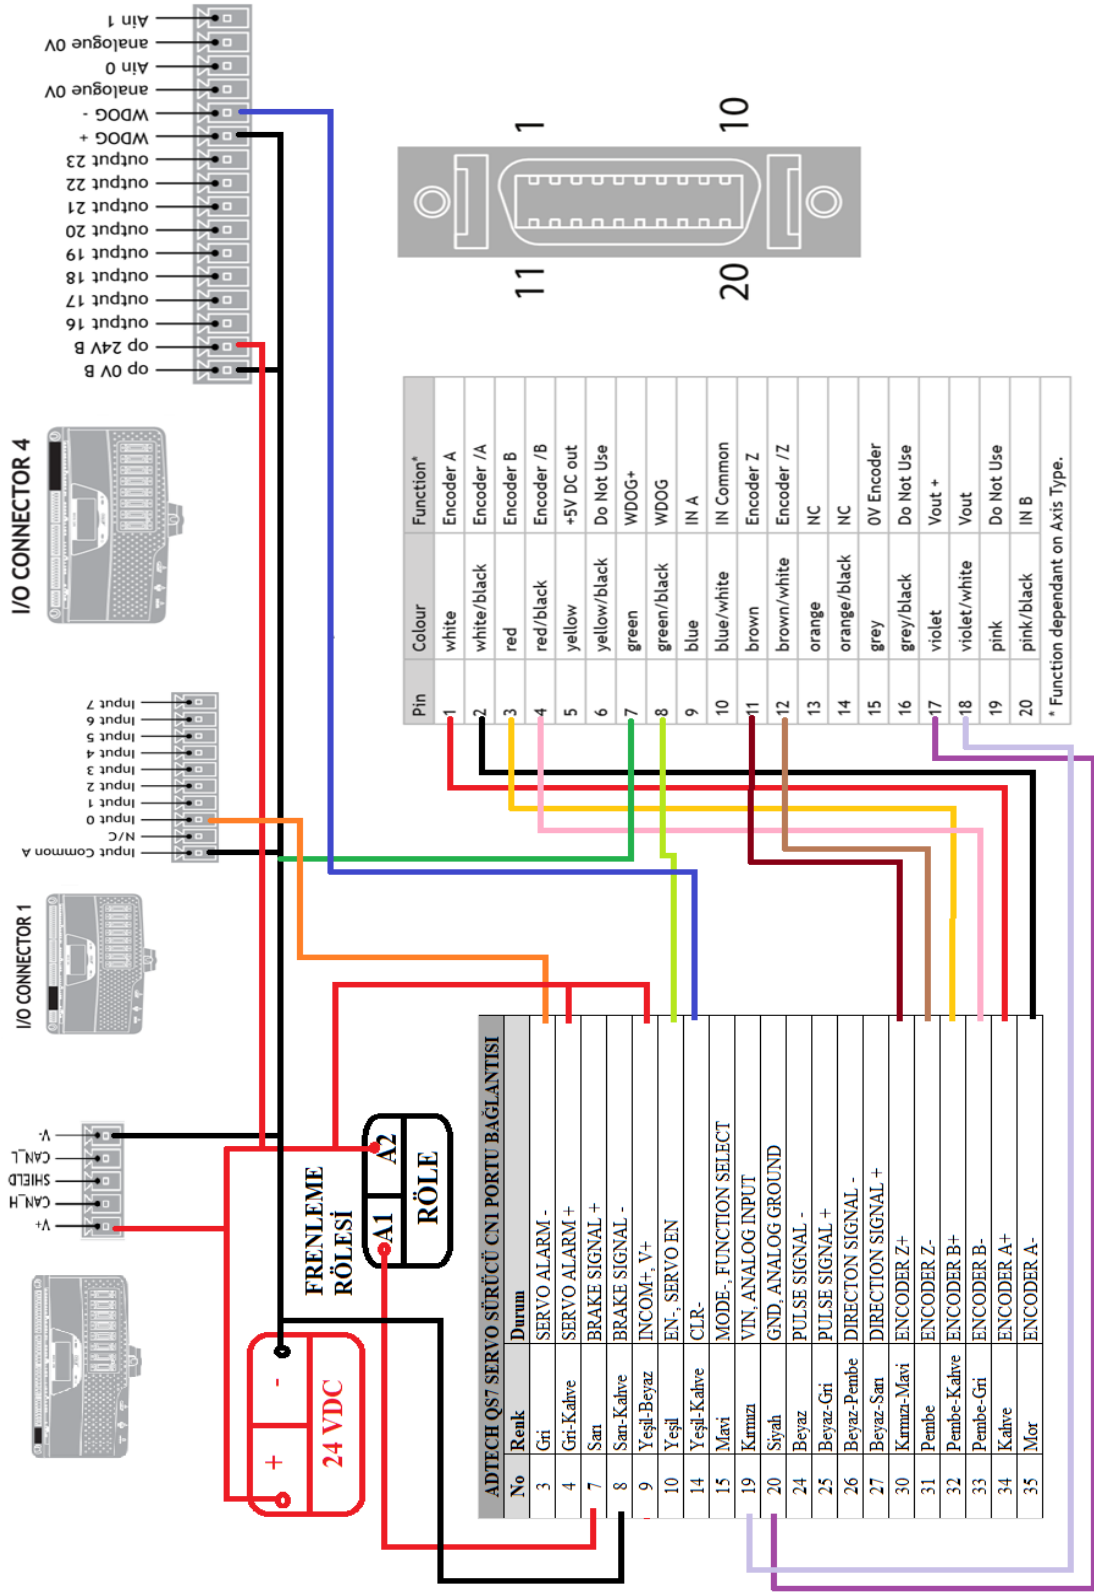 I/O CONNECTOR 4
Ain 1
analogue 0V
Ain 0
analogue 0V
WDOG -
WDOG +
output 23
output 22
output 21
output 20
output 19
output 18
output 17
output 16
op 24V B
op 0V B
I/O CONNECTOR 1
Input 7
Input 6
Input 5
Input 4
Input 3
Input 2
Input 1
Input 0
N/C
Input Common A
V-
CAN_L
SHIELD
CAN_H
V+
1
10
11
20
Pin Colour Function*
1 white Encoder A
2 white/black Encoder /A
3 red Encoder B
4 red/black Encoder /B
5 yellow +5V DC out
6 yellow/black Do Not Use
7 green WDOG+
8 green/black WDOG
9 blue IN A
10 blue/white IN Common
11 brown Encoder Z
12 brown/white Encoder /Z
13 orange NC
14 orange/black NC
15 grey 0V Encoder
16 grey/black Do Not Use
17 violet Vout +
18 violet/white Vout
19 pink Do Not Use
20 pink/black IN B
* Function dependant on Axis Type.
FRENLEME
RÖLESİ
A1 A2
RÖLE
+ -
24 VDC
ADTECH QS7 SERVO SÜRÜCÜ CN1 PORTU BAĞLANTISI
No Renk Durum
3 Gri SERVO ALARM -
4 Gri-Kahve SERVO ALARM +
7 Sarı BRAKE SIGNAL +
8 Sarı-Kahve BRAKE SIGNAL -
9 Yeşil-Beyaz INCOM+, V+
10 Yeşil EN-, SERVO EN
14 Yeşil-Kahve CLR-
15 Mavi MODE-, FUNCTION SELECT
19 Kırmızı VIN, ANALOG INPUT
20 Siyah GND, ANALOG GROUND
24 Beyaz PULSE SIGNAL -
25 Beyaz-Gri PULSE SIGNAL +
26 Beyaz-Pembe DIRECTON SIGNAL -
27 Beyaz-Sarı DIRECTION SIGNAL +
30 Kırmızı-Mavi ENCODER Z+
31 Pembe ENCODER Z-
32 Pembe-Kahve ENCODER B+
33 Pembe-Gri ENCODER B-
34 Kahve ENCODER A+
35 Mor ENCODER A-